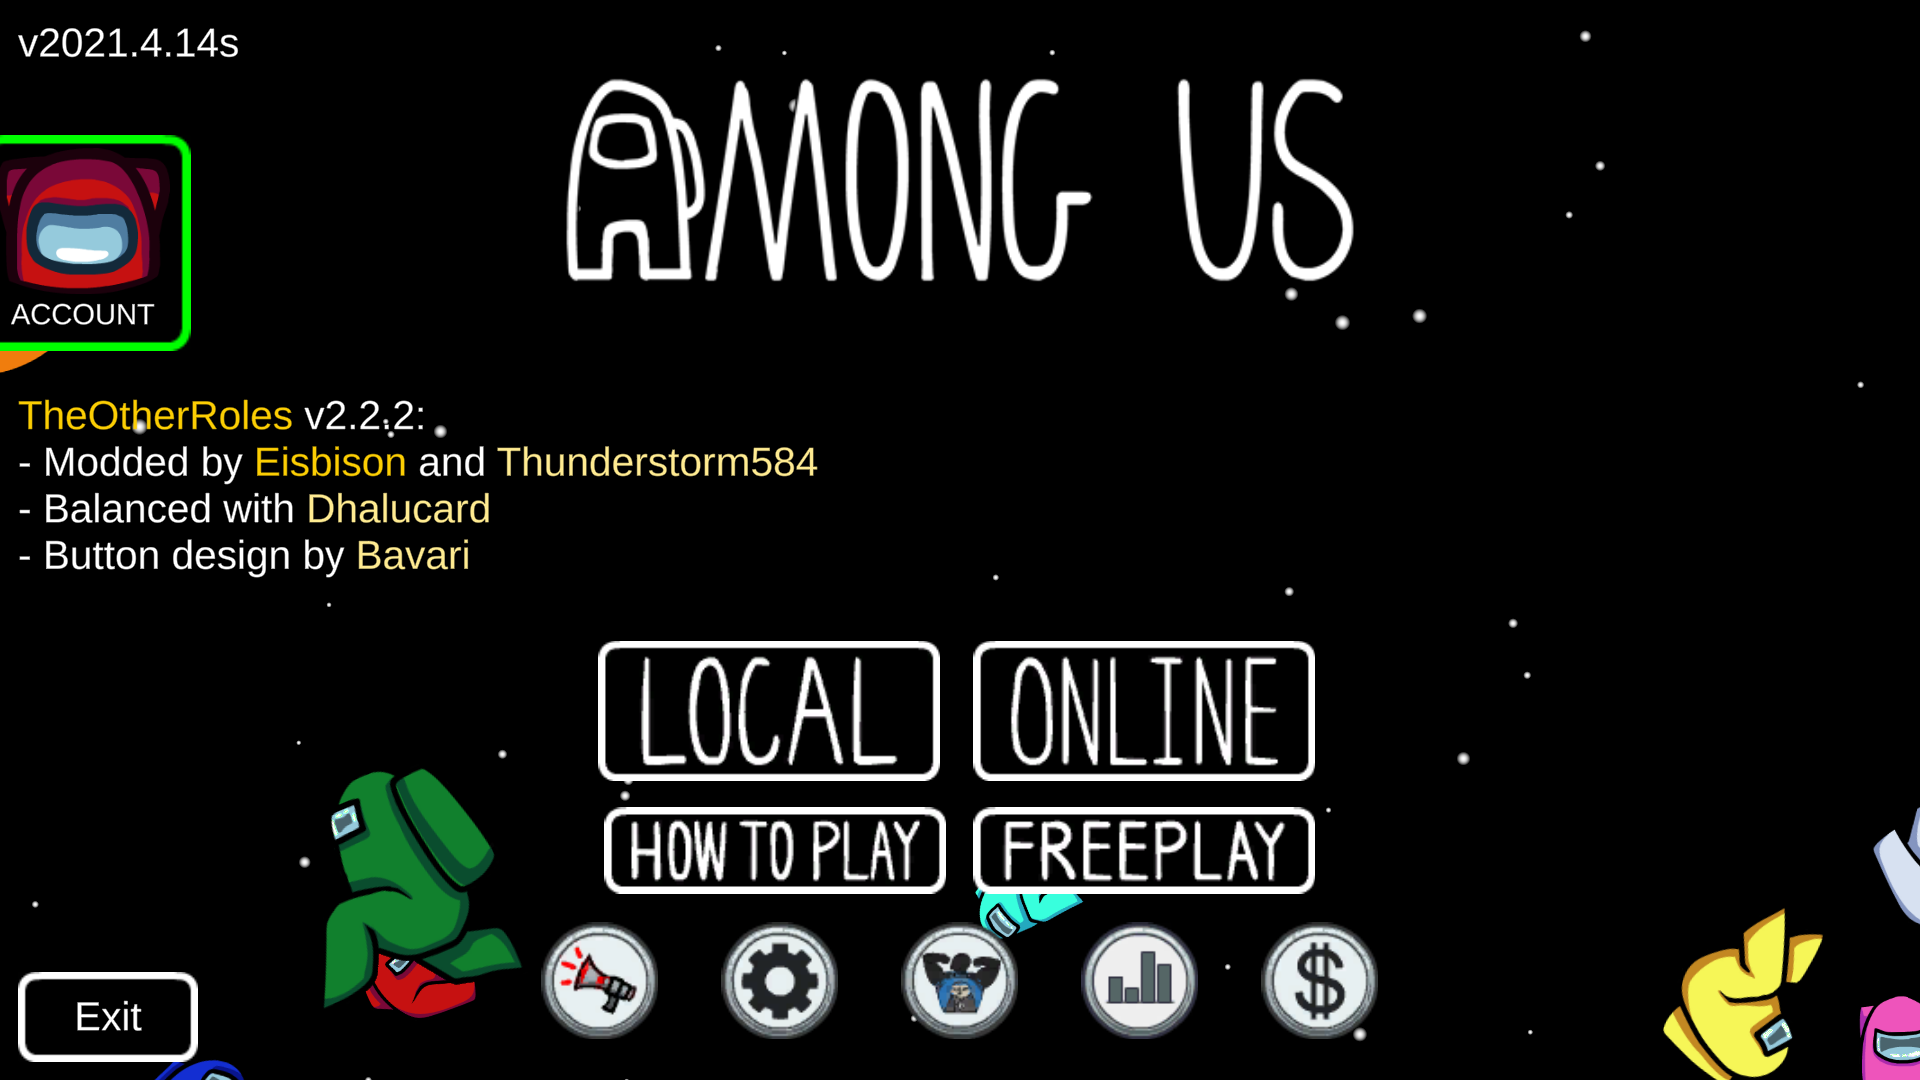 v2021.4.14s
AMONG US
ACCOUNT
TheOtherRoles v2.2.2:
- Modded by Eisbison and Thunderstorm584
- Balanced with Dhalucard
- Button design by Bavari
LOCAL
ONLINE
HOW TO PLAY
FREEPLAY
$
Exit